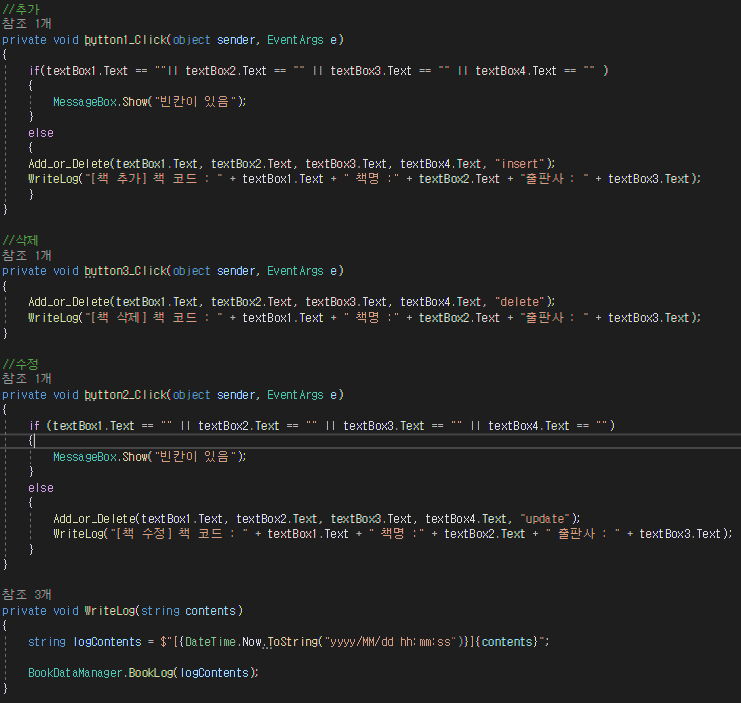 //추가
참조 1개
private void button1_Click(object sender, EventArgs e)
{
if(textBox1.Text == ""|| textBox2.Text == "" || textBox3.Text == "" || textBox4.Text == "" )
{
MessageBox.Show("빈칸이 있음");
}
else
{
Add_or_Delete(textBox1.Text, textBox2.Text, textBox3.Text, textBox4.Text, "insert");
WriteLog("[책 추가] 책 코드 : " + textBox1.Text + " 책명 :" + textBox2.Text + "출판사 : " + textBox3.Text);
}
}
//삭제
참조 1개
private void button3_Click(object sender, EventArgs e)
{
Add_or_Delete(textBox1.Text, textBox2.Text, textBox3.Text, textBox4.Text, "delete");
WriteLog("[책 삭제] 책 코드 : " + textBox1.Text + " 책명 :" + textBox2.Text + "출판사 : " + textBox3.Text);
}
//수정
참조 1개
private void button2_Click(object sender, EventArgs e)
{
if (textBox1.Text == "" || textBox2.Text == "" || textBox3.Text == "" || textBox4.Text == "")
{
MessageBox.Show("빈칸이 있음");
}
else
{
Add_or_Delete(textBox1.Text, textBox2.Text, textBox3.Text, textBox4.Text, "update");
WriteLog("[책 수정] 책 코드 : " + textBox1.Text + " 책명 :" + textBox2.Text + " 출판사 : " + textBox3.Text);
}
}
참조 3개
private void WriteLog(string contents)
{
string logContents = $"[{DateTime.Now.ToString("yyyy/MM/dd hh:mm:ss")}]{contents}";
BookDataManager.BookLog(logContents);
}